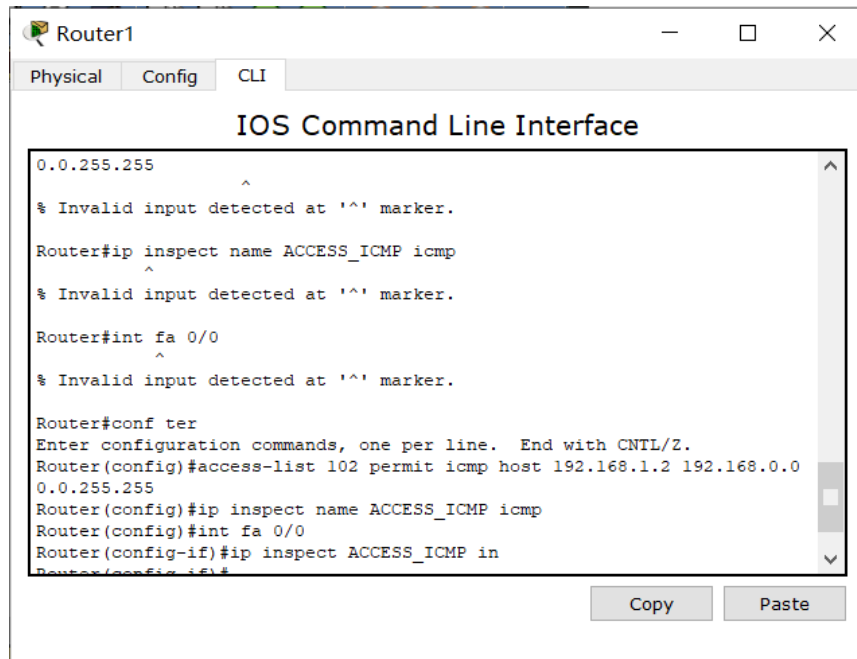 Router1
Physical Config CLI
IOS Command Line Interface
0.0.255.255
^
% Invalid input detected at '^' marker.
Router#ip inspect name ACCESS_ICMP icmp
^
% Invalid input detected at '^' marker.
Router#int fa 0/0
^
% Invalid input detected at '^' marker.
Router#conf ter
Enter configuration commands, one per line.  End with CNTL/Z.
Router(config)#access-list 102 permit icmp host 192.168.1.2 192.168.0.0
0.0.255.255
Router(config)#ip inspect name ACCESS_ICMP icmp
Router(config)#int fa 0/0
Router(config-if)#ip inspect ACCESS_ICMP in
Router(config-if)#
Copy Paste